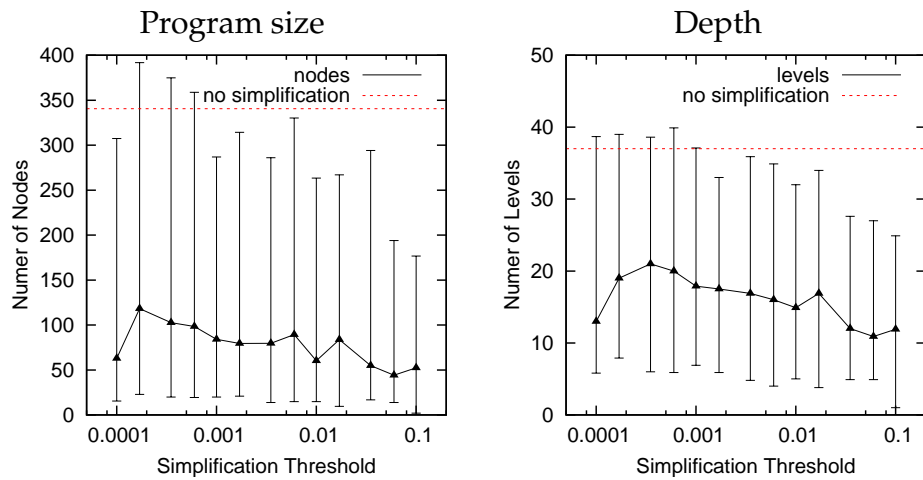 Program size
400
350
300
250
200
150
100
50
0
Numer of Nodes
nodes
no simplification
0.0001
0.001
0.01
0.1
Simplification Threshold
Depth
50
40
30
20
10
0
Numer of Levels
levels
no simplification
0.0001
0.001
0.01
0.1
Simplification Threshold